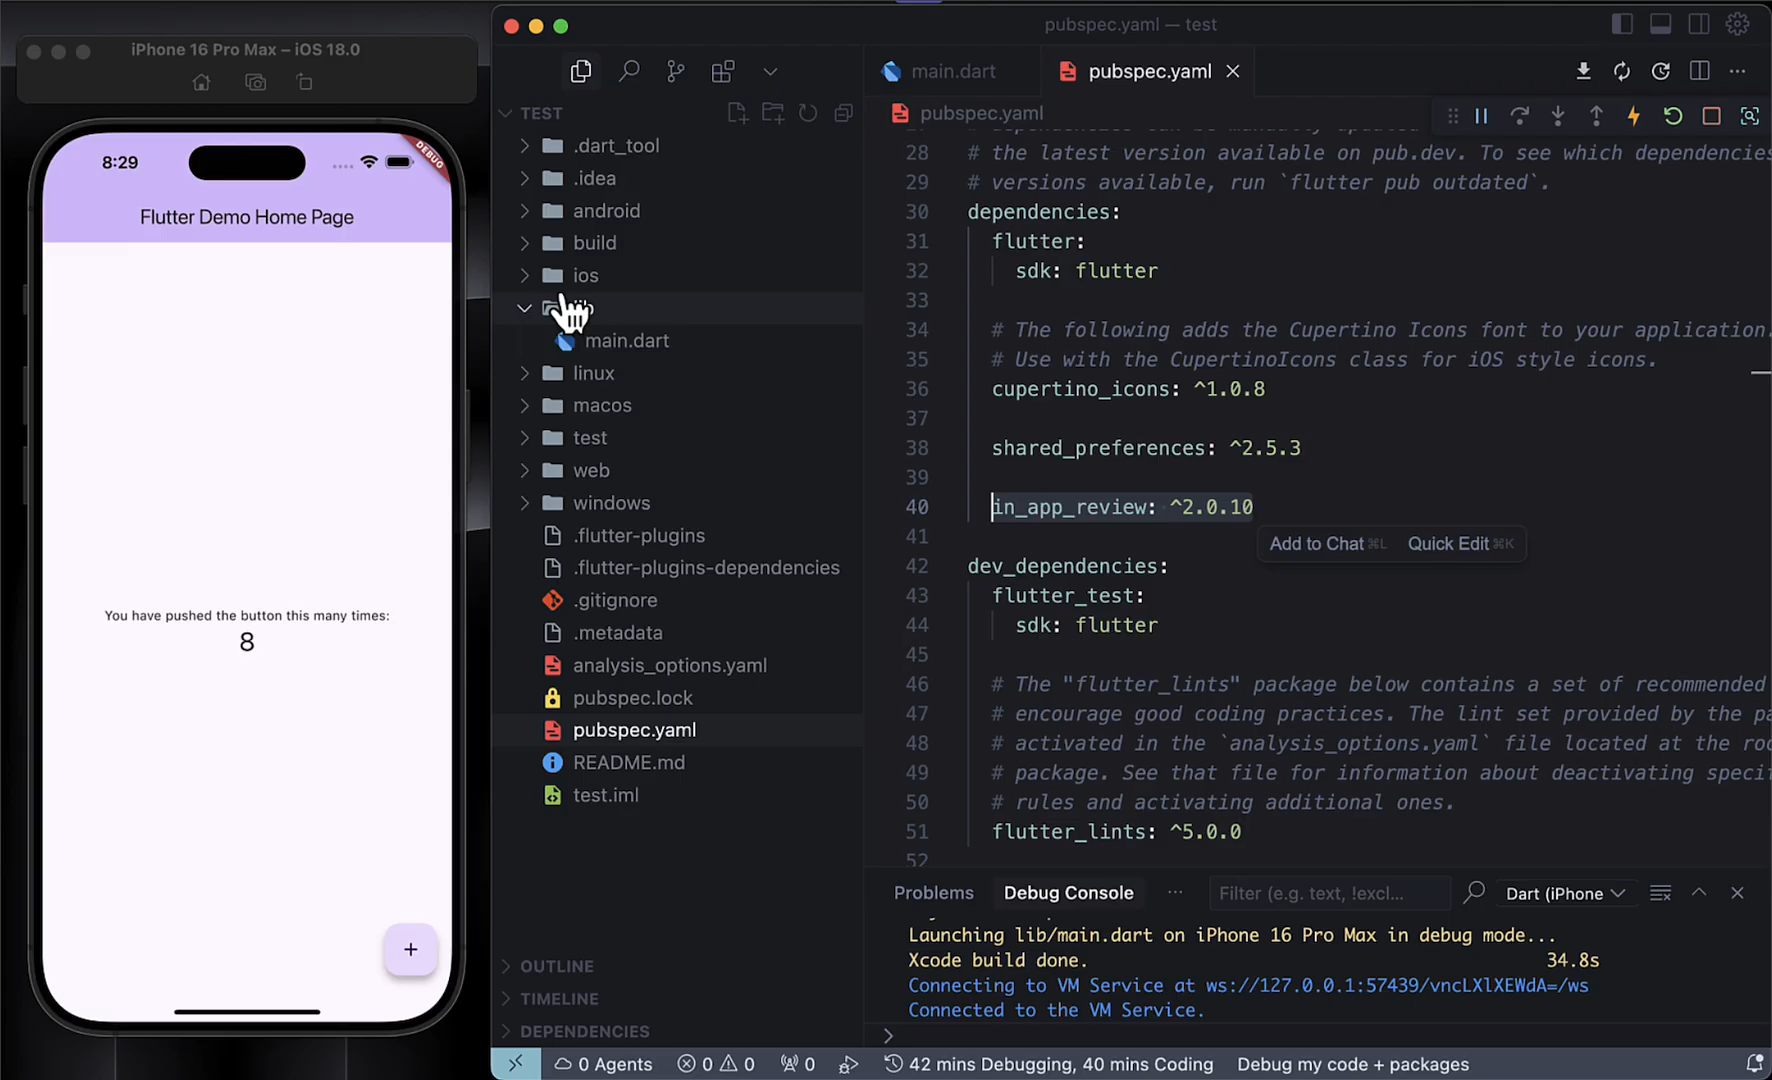 iPhone 16 Pro Max – iOS 18.0
8:29
DEBUG
Flutter Demo Home Page
You have pushed the button this many times:
8
+
pubspec.yaml — test
TEST
.dart_tool
.idea
android
build
ios
main.dart
linux
macos
test
web
windows
.flutter-plugins
.flutter-plugins-dependencies
.gitignore
.metadata
analysis_options.yaml
pubspec.lock
pubspec.yaml
README.md
test.iml
OUTLINE
TIMELINE
DEPENDENCIES
main.dart
pubspec.yaml
pubspec.yaml
28 # the latest version available on pub.dev. To see which dependencies
29 # versions available, run `flutter pub outdated`.
30 dependencies:
31 flutter:
32 sdk: flutter
33
34 # The following adds the Cupertino Icons font to your application.
35 # Use with the CupertinoIcons class for iOS style icons.
36 cupertino_icons: ^1.0.8
37
38 shared_preferences: ^2.5.3
39
40 in_app_review: ^2.0.10
41
Add to Chat ⌘L Quick Edit ⌘K
42 dev_dependencies:
43 flutter_test:
44 sdk: flutter
45
46 # The "flutter_lints" package below contains a set of recommended
47 # encourage good coding practices. The lint set provided by the pa
48 # activated in the `analysis_options.yaml` file located at the roo
49 # package. See that file for information about deactivating specif
50 # rules and activating additional ones.
51 flutter_lints: ^5.0.0
52
Problems Debug Console ··· Filter (e.g. text, !excl... Dart (iPhone
Launching lib/main.dart on iPhone 16 Pro Max in debug mode...
Xcode build done. 34.8s
Connecting to VM Service at ws://127.0.0.1:57439/vncLXlXEWdA=/ws
Connected to the VM Service.
0 Agents 0 0 0 42 mins Debugging, 40 mins Coding Debug my code + packages